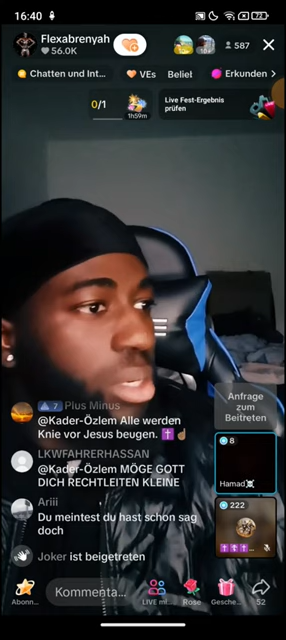 16:40
72
Flexabrenyah
56.0K
587
Chatten und Int...
VEs
Beliel
Erkunden
0/1
1h59m
Live Fest-Ergebnis
prüfen
Anfrage
zum
Beitreten
7 Plus Minus
@Kader-Özlem Alle werden
Knie vor Jesus beugen. ✝️☝🏾
LKWFAHRERHASSAN
@Kader-Özlem MÖGE GOTT
DICH RECHTLEITEN KLEINE
8
Hamad☠
Ariii
Du meintest du hast schon sag
doch
222
✝️✝️✝️...
Joker ist beigetreten
Abonn...
Kommenta...
LIVE mi...
Rose
Gesche...
52